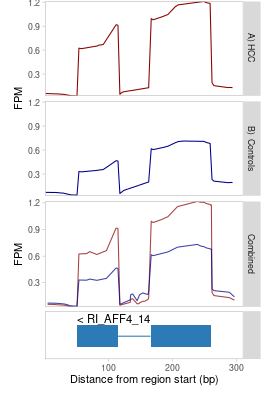 1.2
0.9
0.6
0.3
A) HCC
FPM
1.2
0.9
0.6
0.3
B) Controls
1.2
0.9
0.6
0.3
Combined
FPM
< RI_AFF4_14
100 200 300
Distance from region start (bp)